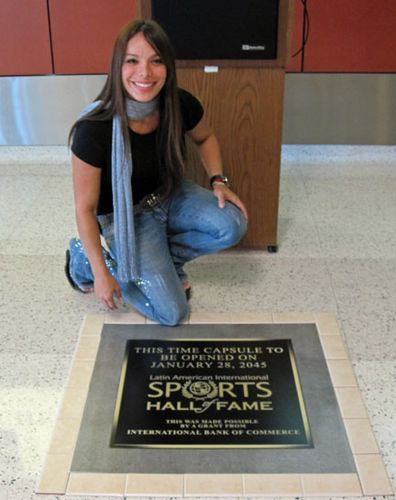 THIS TIME CAPSULE TO
BE OPENED ON
JANUARY 28, 2045
Latin American International
SPORTS
HALL of FAME
THIS WAS MADE POSSIBLE
BY A GRANT FROM
INTERNATIONAL BANK OF COMMERCE